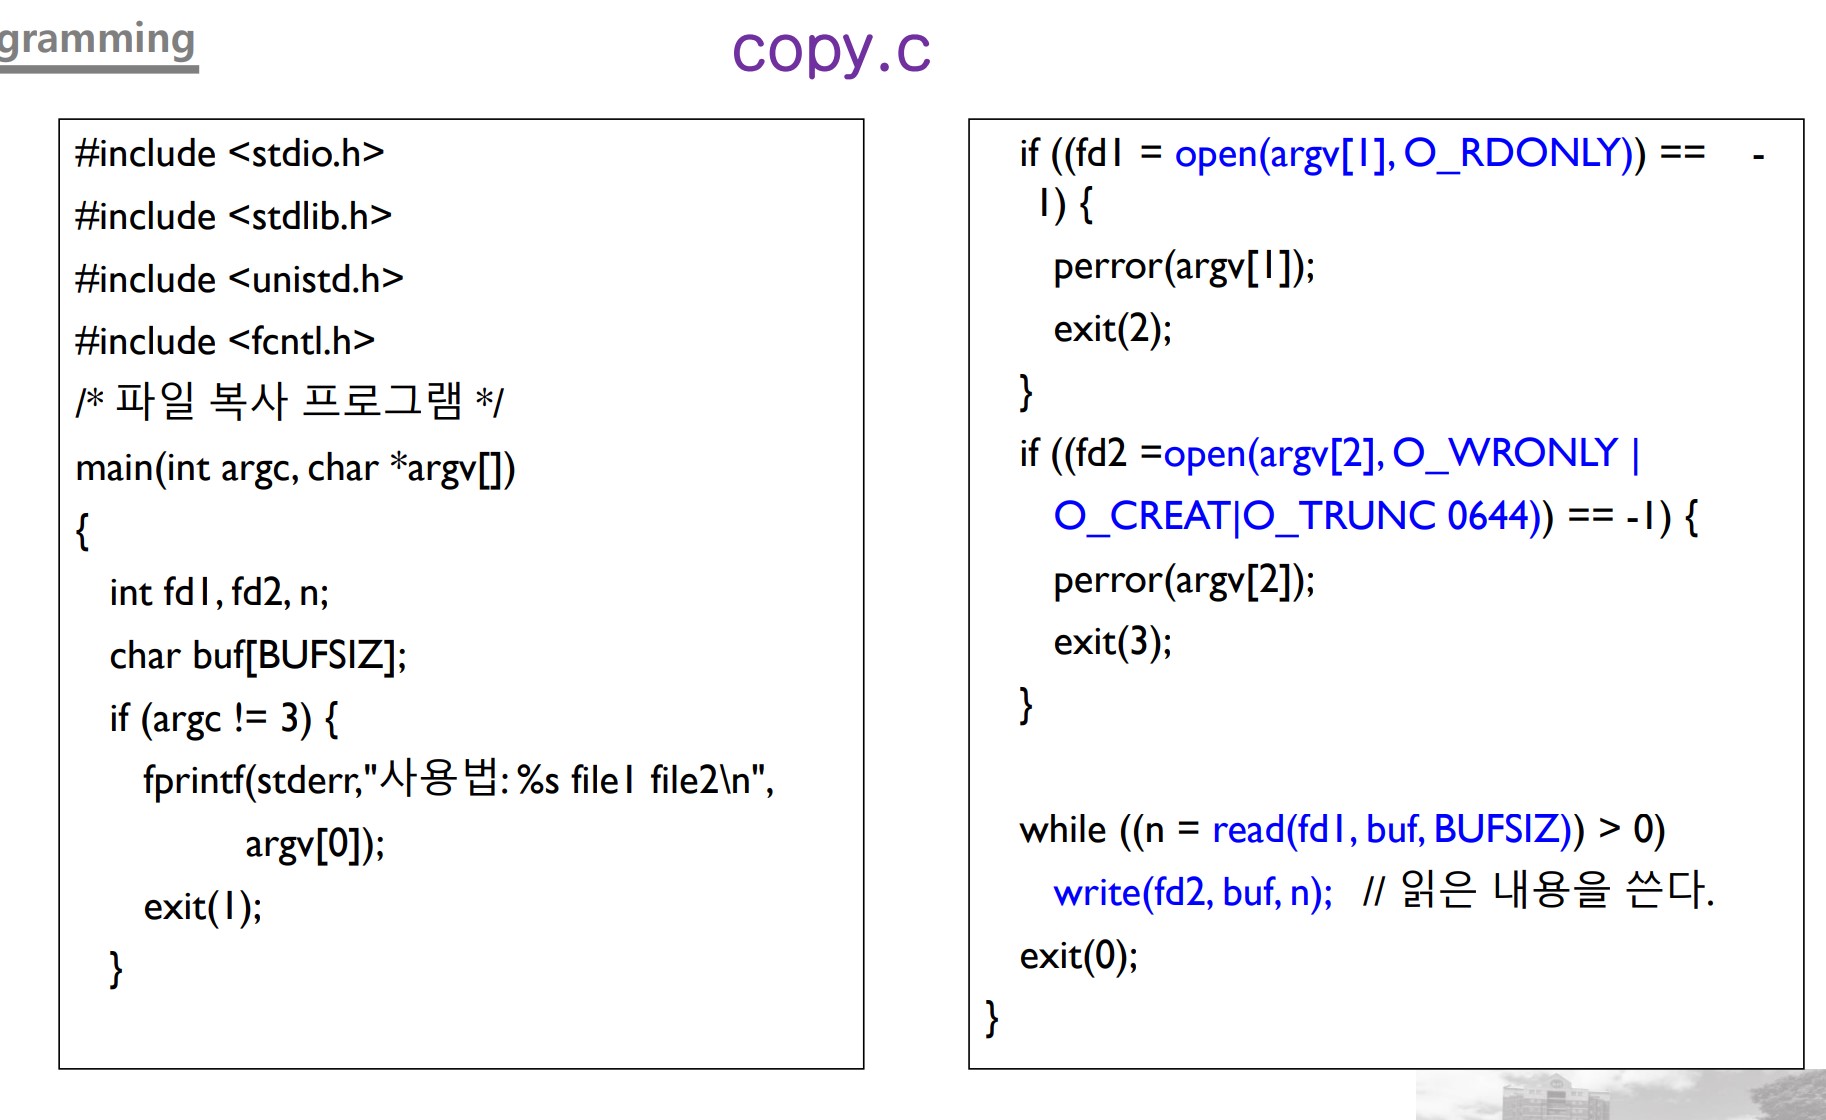 gramming
copy.c
#include <stdio.h>
#include <stdlib.h>
#include <unistd.h>
#include <fcntl.h>
/* 파일 복사 프로그램 */
main(int argc, char *argv[])
{
int fd1, fd2, n;
char buf[BUFSIZ];
if (argc != 3) {
fprintf(stderr,"사용법: %s file1 file2\n",
argv[0]);
exit(1);
}
if ((fd1 = open(argv[1], O_RDONLY)) == -
1) {
perror(argv[1]);
exit(2);
}
if ((fd2 =open(argv[2], O_WRONLY |
O_CREAT|O_TRUNC 0644)) == -1) {
perror(argv[2]);
exit(3);
}
while ((n = read(fd1, buf, BUFSIZ)) > 0)
write(fd2, buf, n); // 읽은 내용을 쓴다.
exit(0);
}